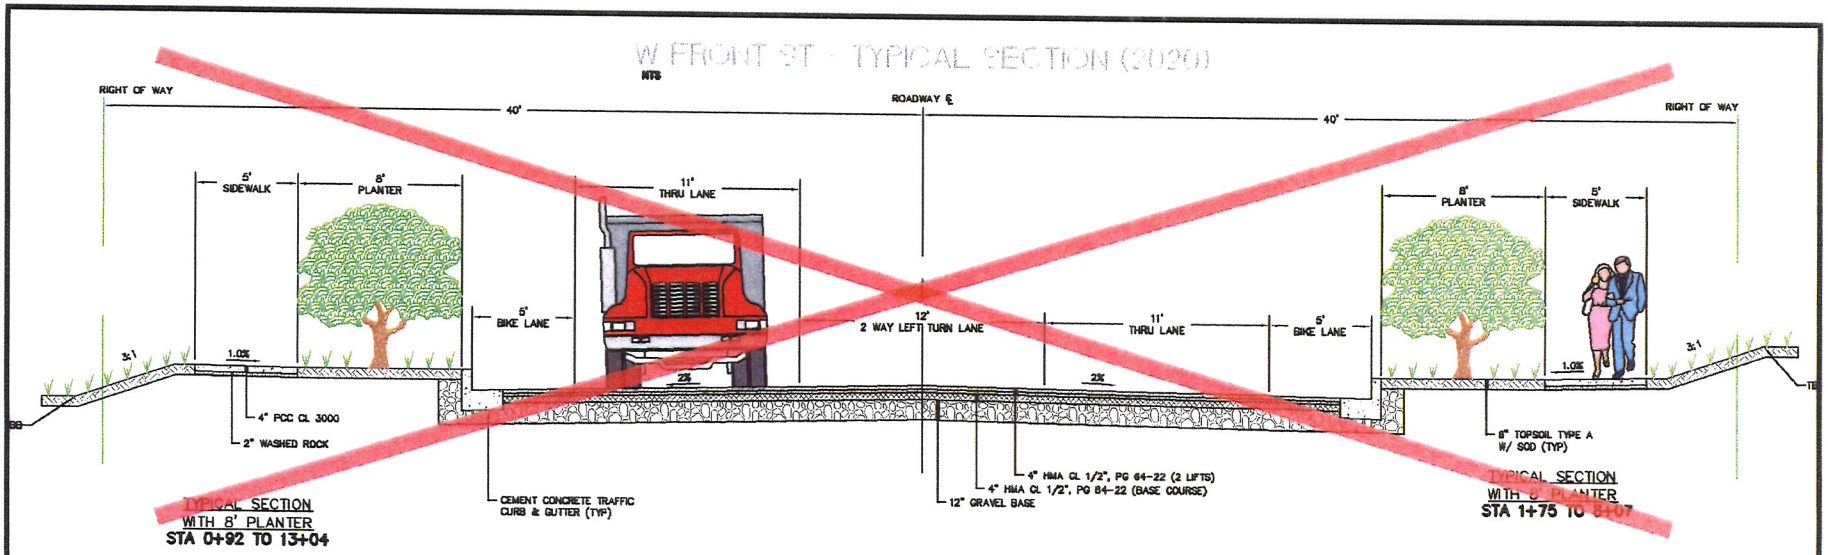 W FRONT ST - TYPICAL SECTION (2020)
NTS
RIGHT OF WAY
ROADWAY ℄
RIGHT OF WAY
40'
40'
5'
SIDEWALK
8'
PLANTER
11'
THRU LANE
8'
PLANTER
5'
SIDEWALK
5'
BIKE LANE
12'
2 WAY LEFT TURN LANE
11'
THRU LANE
5'
BIKE LANE
3:1
1.0%
2%
2%
1.0%
3:1
4" PCC CL 3000
2" WASHED ROCK
6" TOPSOIL TYPE A
W/ SOD (TYP)
4" HMA CL 1/2", PG 64-22 (2 LIFTS)
4" HMA CL 1/2", PG 64-22 (BASE COURSE)
12" GRAVEL BASE
CEMENT CONCRETE TRAFFIC
CURB & GUTTER (TYP)
TYPICAL SECTION
WITH 8' PLANTER
STA 0+92 TO 13+04
TYPICAL SECTION
WITH 8' PLANTER
STA 1+75 TO 8+07